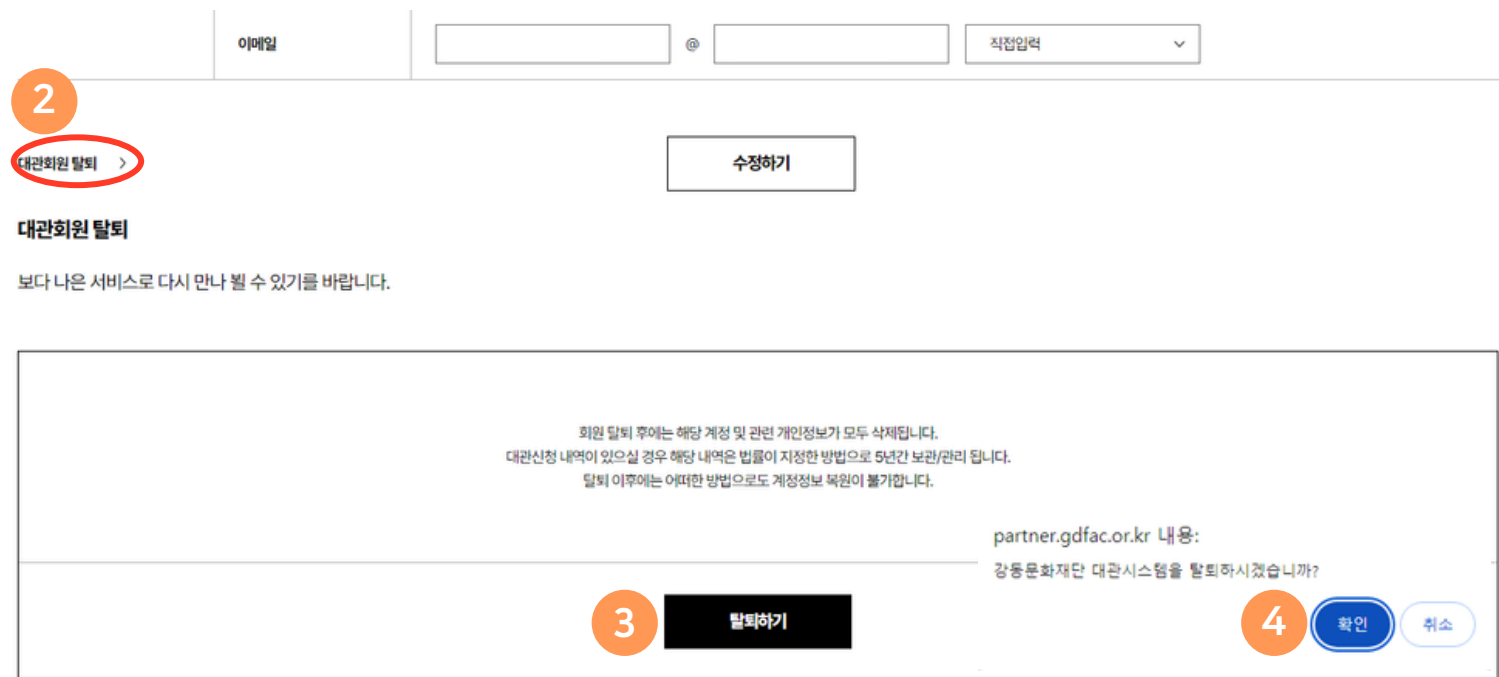 이메일
@
직접입력
2
대관회원 탈퇴 >
수정하기
대관회원 탈퇴
보다 나은 서비스로 다시 만나 뵐 수 있기를 바랍니다.
회원 탈퇴 후에는 해당 계정 및 관련 개인정보가 모두 삭제됩니다.
대관신청 내역이 있으실 경우 해당 내역은 법률이 지정한 방법으로 5년간 보관/관리 됩니다.
탈퇴 이후에는 어떠한 방법으로도 계정정보 복원이 불가합니다.
partner.gdfac.or.kr 내용:
강동문화재단 대관시스템을 탈퇴하시겠습니까?
3
탈퇴하기
4
확인
취소